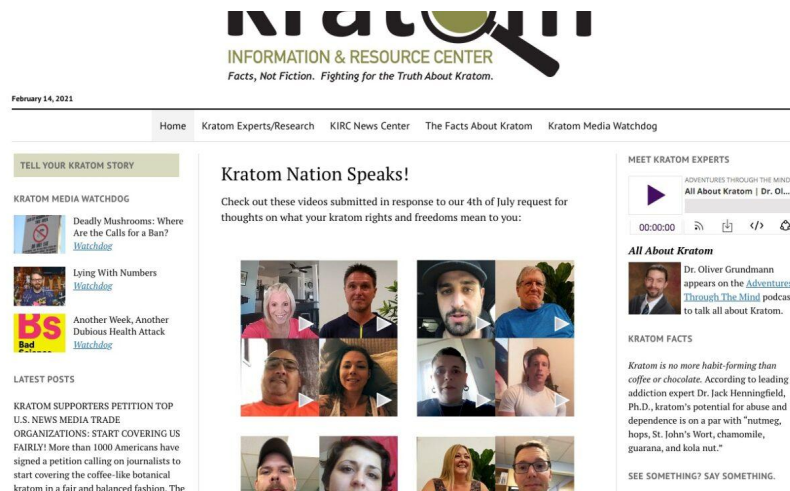 Kratom
INFORMATION & RESOURCE CENTER
Facts, Not Fiction. Fighting for the Truth About Kratom.
February 14, 2021
Home Kratom Experts/Research KIRC News Center The Facts About Kratom Kratom Media Watchdog
TELL YOUR KRATOM STORY
KRATOM MEDIA WATCHDOG
Deadly Mushrooms: Where
Are the Calls for a Ban?
Watchdog
Lying With Numbers
Watchdog
Bs
Bad
Science
Another Week, Another
Dubious Health Attack
Watchdog
LATEST POSTS
KRATOM SUPPORTERS PETITION TOP
U.S. NEWS MEDIA TRADE
ORGANIZATIONS: START COVERING US
FAIRLY! More than 1000 Americans have
signed a petition calling on journalists to
start covering the coffee-like botanical
kratom in a fair and balanced fashion. The
Kratom Nation Speaks!
Check out these videos submitted in response to our 4th of July request for
thoughts on what your kratom rights and freedoms mean to you:
MEET KRATOM EXPERTS
ADVENTURES THROUGH THE MIND
All About Kratom | Dr. Ol...
00:00:00
</>
All About Kratom
Dr. Oliver Grundmann
appears on the Adventures
Through The Mind podcas
to talk all about Kratom.
KRATOM FACTS
Kratom is no more habit-forming than
coffee or chocolate. According to leading
addiction expert Dr. Jack Henningfield,
Ph.D., kratom's potential for abuse and
dependence is on a par with "nutmeg,
hops, St. John's Wort, chamomile,
guarana, and kola nut."
SEE SOMETHING? SAY SOMETHING.